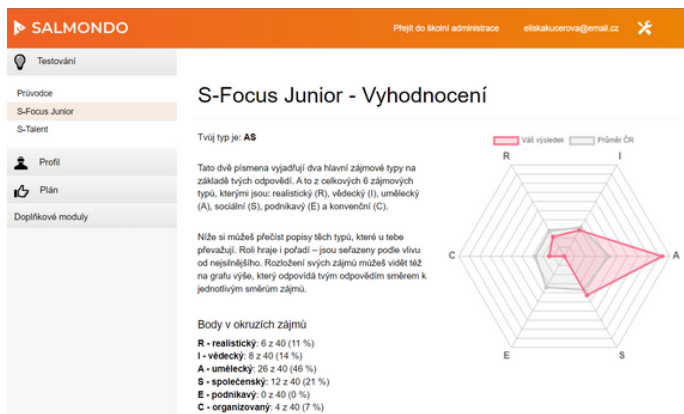 SALMONDO
Přejít do školní administrace
eliskakucerova@email.cz
Testování
Průvodce
S-Focus Junior
S-Talent
Profil
Plán
Doplňkové moduly
S-Focus Junior - Vyhodnocení
Tvůj typ je: AS
Tato dvě písmena vyjadřují dva hlavní zájmové typy na
základě tvých odpovědí. A to z celkových 6 zájmových
typů, kterými jsou: realistický (R), vědecký (I), umělecký
(A), sociální (S), podnikavý (E) a konvenční (C).
Níže si můžeš přečíst popisy těch typů, které u tebe
převažují. Roli hraje i pořadí – jsou seřazeny podle vlivu
od nejsilnějšího. Rozložení svých zájmů můžeš vidět též
na grafu výše, který odpovídá tvým odpovědím směrem k
jednotlivým směrům zájmů.
Body v okruzích zájmů
R - realistický: 6 z 40 (11 %)
I - vědecký: 8 z 40 (14 %)
A - umělecký: 26 z 40 (46 %)
S - společenský: 12 z 40 (21 %)
E - podnikavý: 0 z 40 (0 %)
C - organizovaný: 4 z 40 (7 %)
Váš výsledek
Průměr ČR
R
I
C
A
E
S